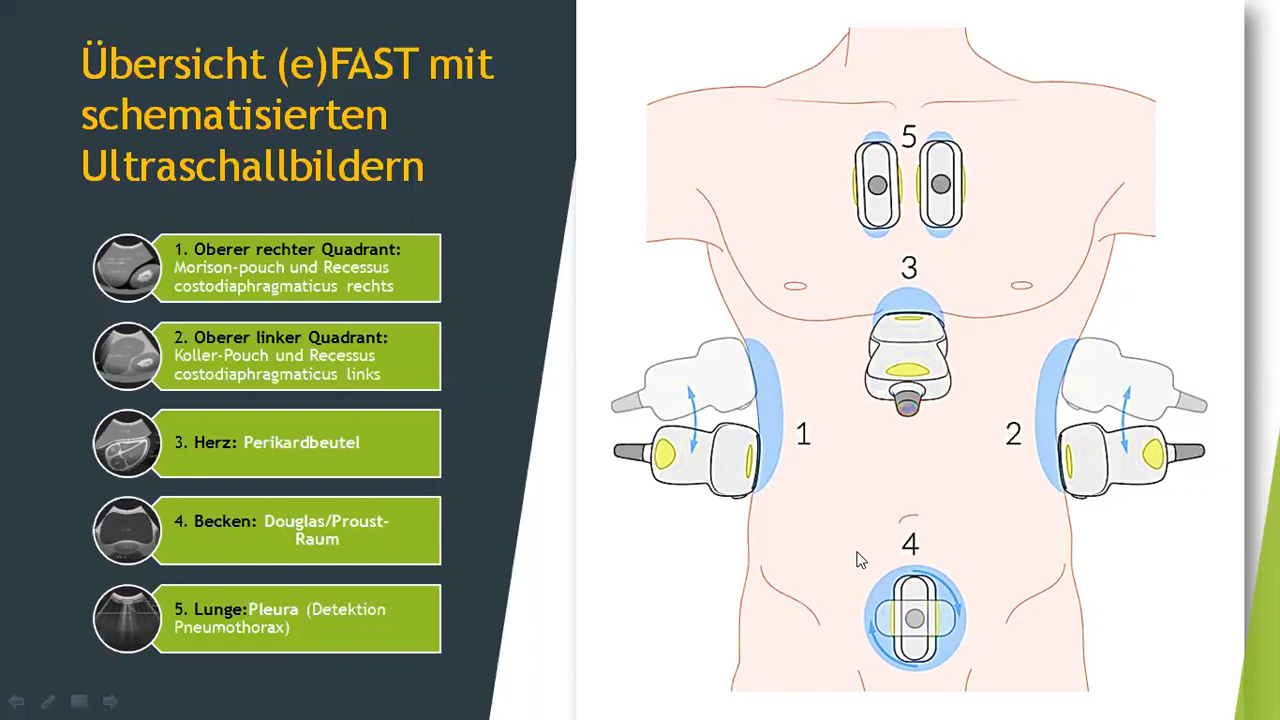 Übersicht (e)FAST mit
schematisierten
Ultraschallbildern
1. Oberer rechter Quadrant:
Morison-pouch und Recessus
costodiaphragmaticus rechts
2. Oberer linker Quadrant:
Koller-Pouch und Recessus
costodiaphragmaticus links
3. Herz: Perikardbeutel
4. Becken: Douglas/Proust-
Raum
5. Lunge:Pleura (Detektion
Pneumothorax)
5
3
1
2
4